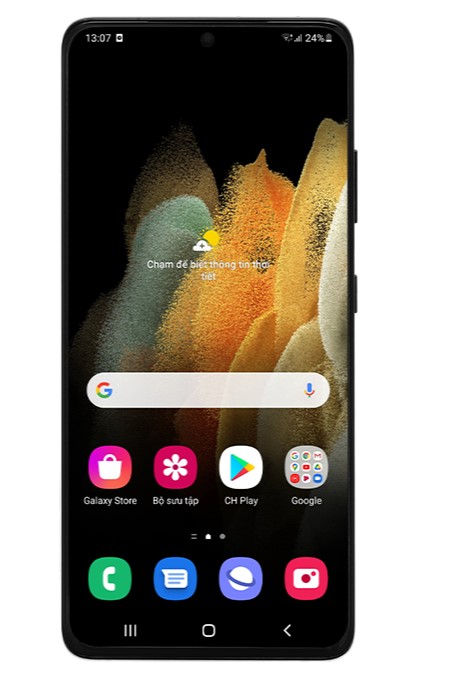 13:07
24%
Chạm để biết thông tin thời
tiết
G
Galaxy Store
Bộ sưu tập
CH Play
Google